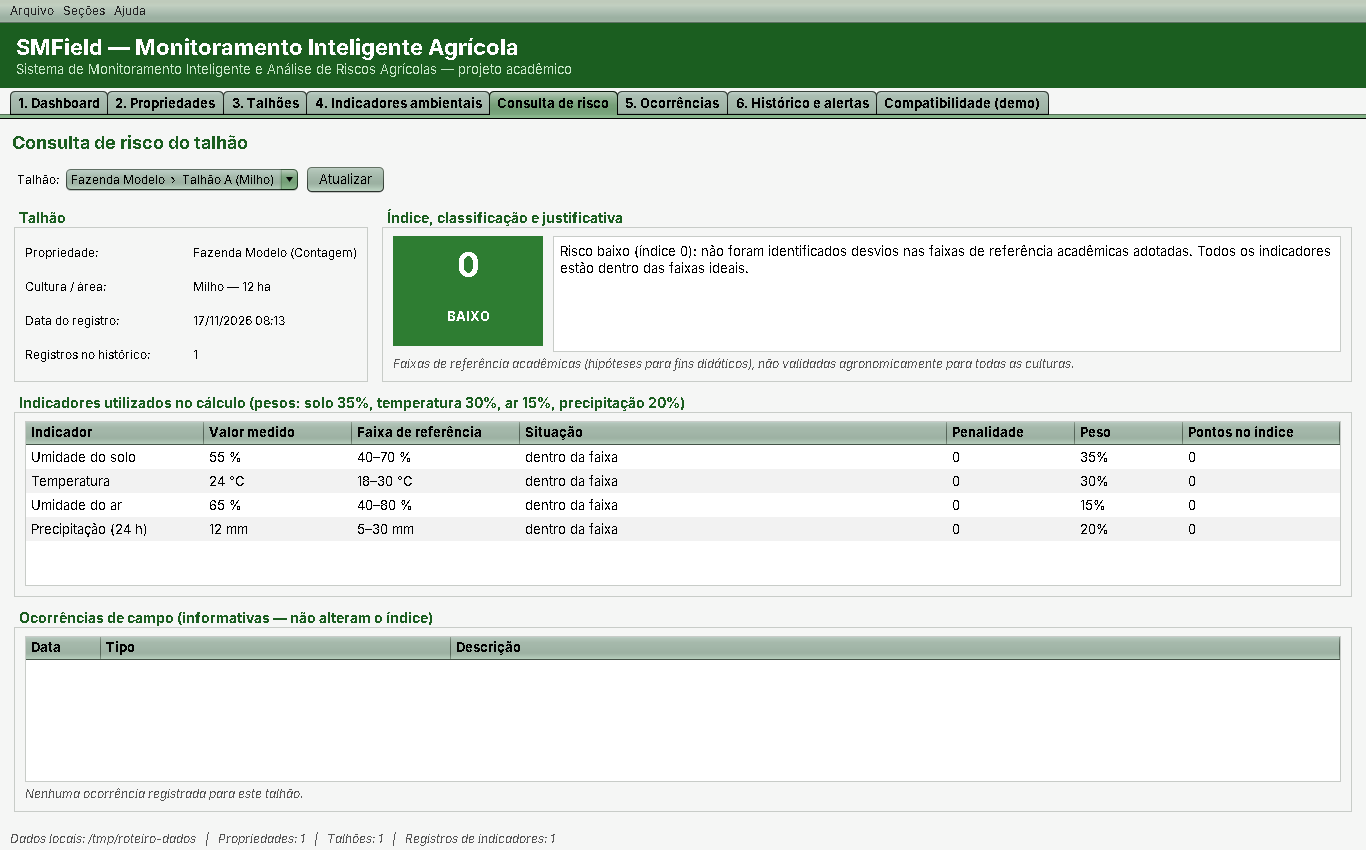 Arquivo Seções Ajuda
SMField — Monitoramento Inteligente Agrícola
Sistema de Monitoramento Inteligente e Análise de Riscos Agrícolas — projeto acadêmico
1. Dashboard 2. Propriedades 3. Talhões 4. Indicadores ambientais Consulta de risco 5. Ocorrências 6. Histórico e alertas Compatibilidade (demo)
Consulta de risco do talhão
Talhão: Fazenda Modelo › Talhão A (Milho) Atualizar
Talhão
Propriedade: Fazenda Modelo (Contagem)
Cultura / área: Milho — 12 ha
Data do registro: 17/11/2026 08:13
Registros no histórico: 1
Índice, classificação e justificativa
0
BAIXO
Risco baixo (índice 0): não foram identificados desvios nas faixas de referência acadêmicas adotadas. Todos os indicadores
estão dentro das faixas ideais.
Faixas de referência acadêmicas (hipóteses para fins didáticos), não validadas agronomicamente para todas as culturas.
Indicadores utilizados no cálculo (pesos: solo 35%, temperatura 30%, ar 15%, precipitação 20%)
Indicador Valor medido Faixa de referência Situação Penalidade Peso Pontos no índice
Umidade do solo 55 % 40–70 % dentro da faixa 0 35% 0
Temperatura 24 °C 18–30 °C dentro da faixa 0 30% 0
Umidade do ar 65 % 40–80 % dentro da faixa 0 15% 0
Precipitação (24 h) 12 mm 5–30 mm dentro da faixa 0 20% 0
Ocorrências de campo (informativas — não alteram o índice)
Data Tipo Descrição
Nenhuma ocorrência registrada para este talhão.
Dados locais: /tmp/roteiro-dados | Propriedades: 1 | Talhões: 1 | Registros de indicadores: 1